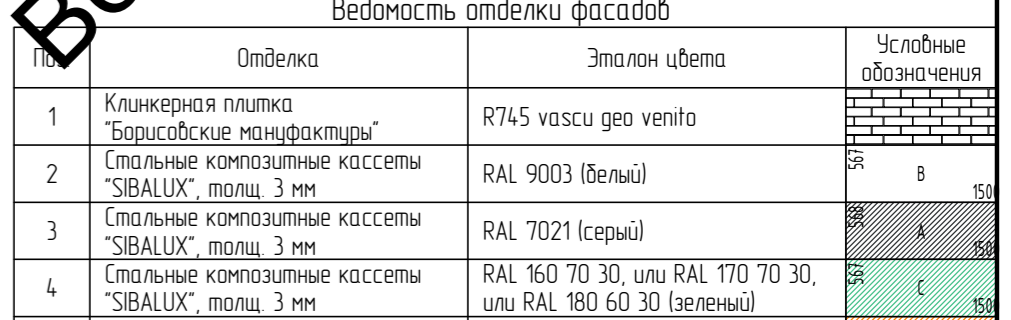 Ведомость отделки фасадов
Отделка
Эталон цвета
Условные
обозначения
1
Клинкерная плитка
"Борисовские мануфактуры"
R745 vascu geo venito
2
Стальные композитные кассеты
"SIBALUX", толщ. 3 мм
RAL 9003 (белый)
567
B
3
Стальные композитные кассеты
"SIBALUX", толщ. 3 мм
RAL 7021 (серый)
568
A
4
Стальные композитные кассеты
"SIBALUX", толщ. 3 мм
RAL 160 70 30, или RAL 170 70 30,
или RAL 180 60 30 (зеленый)
567
C